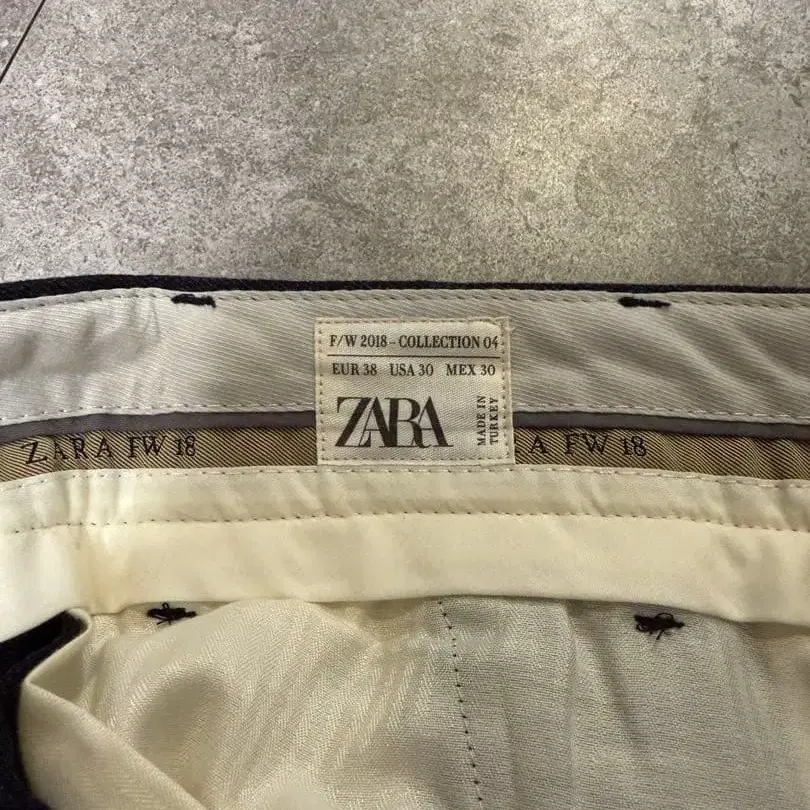 F/W 2018 - COLLECTION 04
EUR 38 USA 30 MEX 30
ZARA
MADE IN
TURKEY
ZARA FW 18
A FW 18